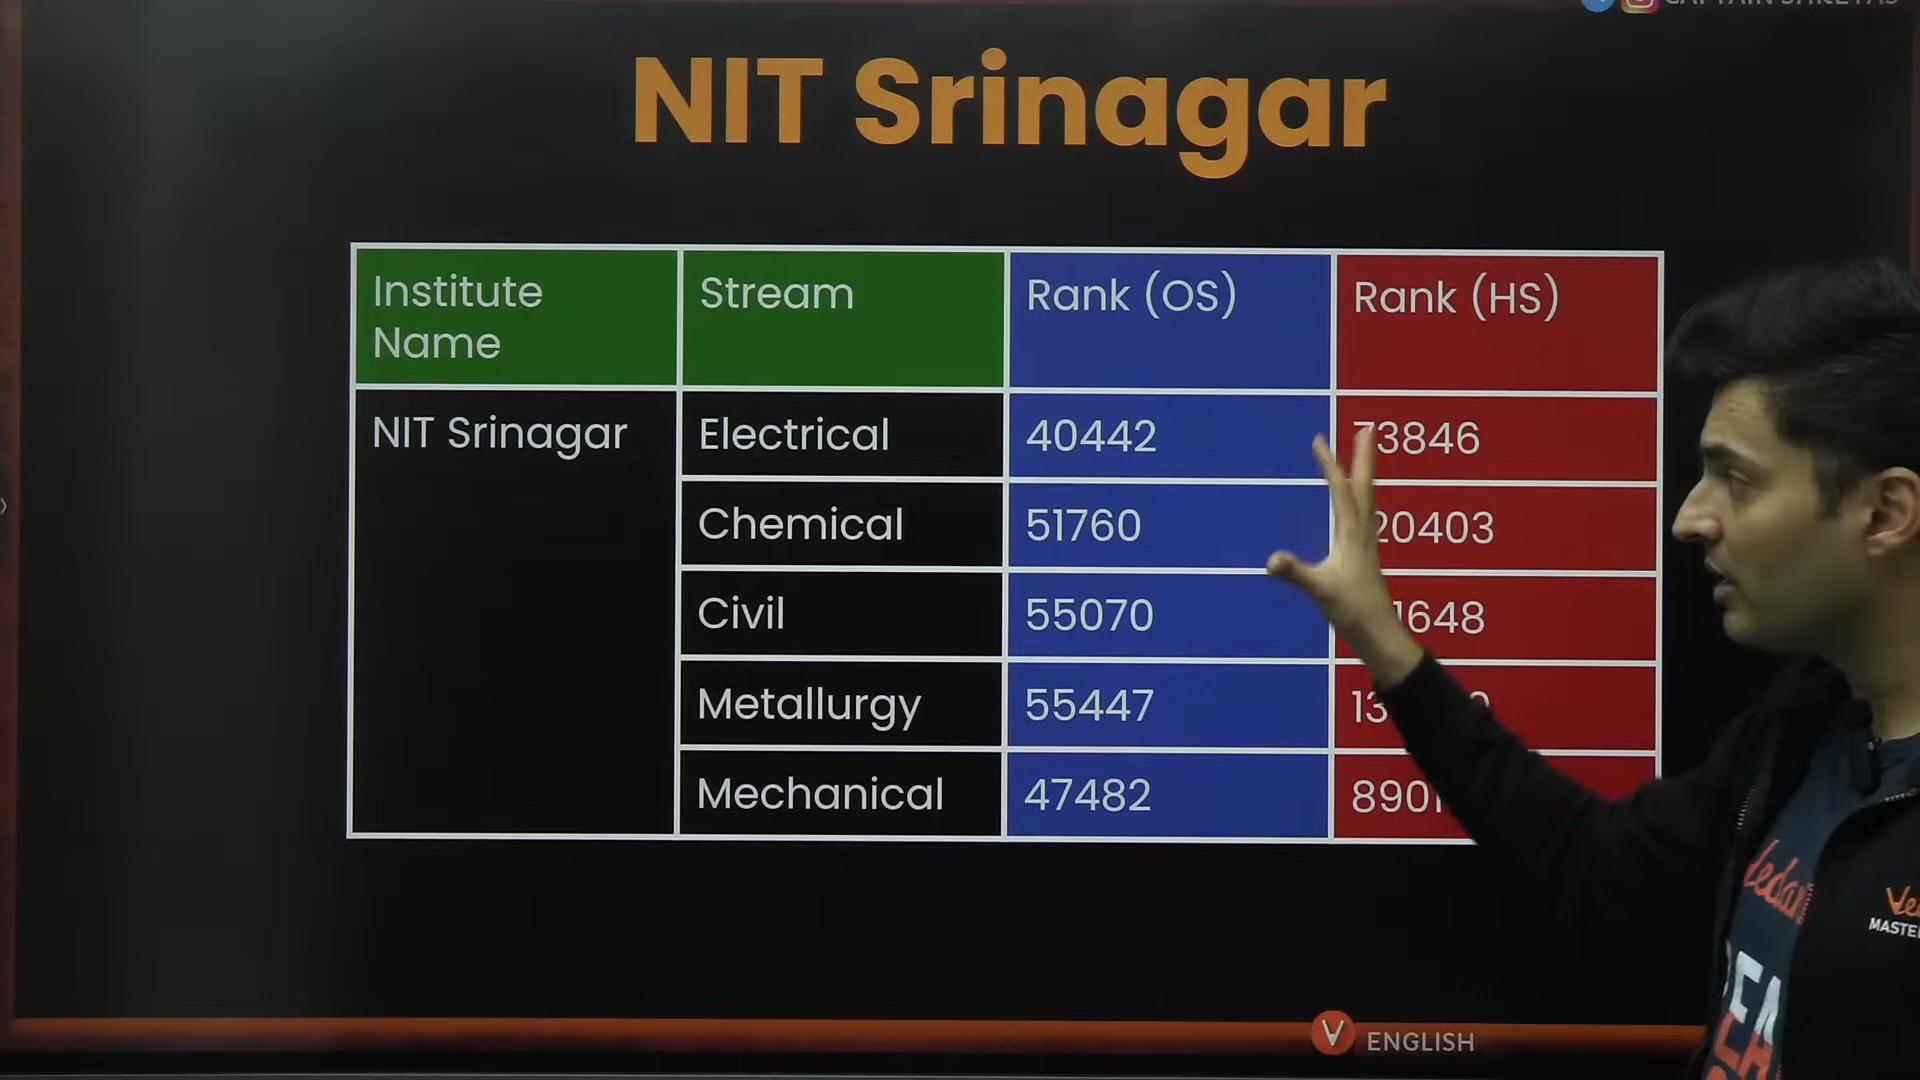 NIT Srinagar
Institute
Name
Stream
Rank (OS)
Rank (HS)
NIT Srinagar
Electrical
40442
73846
Chemical
51760
Civil
55070
Metallurgy
55447
Mechanical
47482
ENGLISH